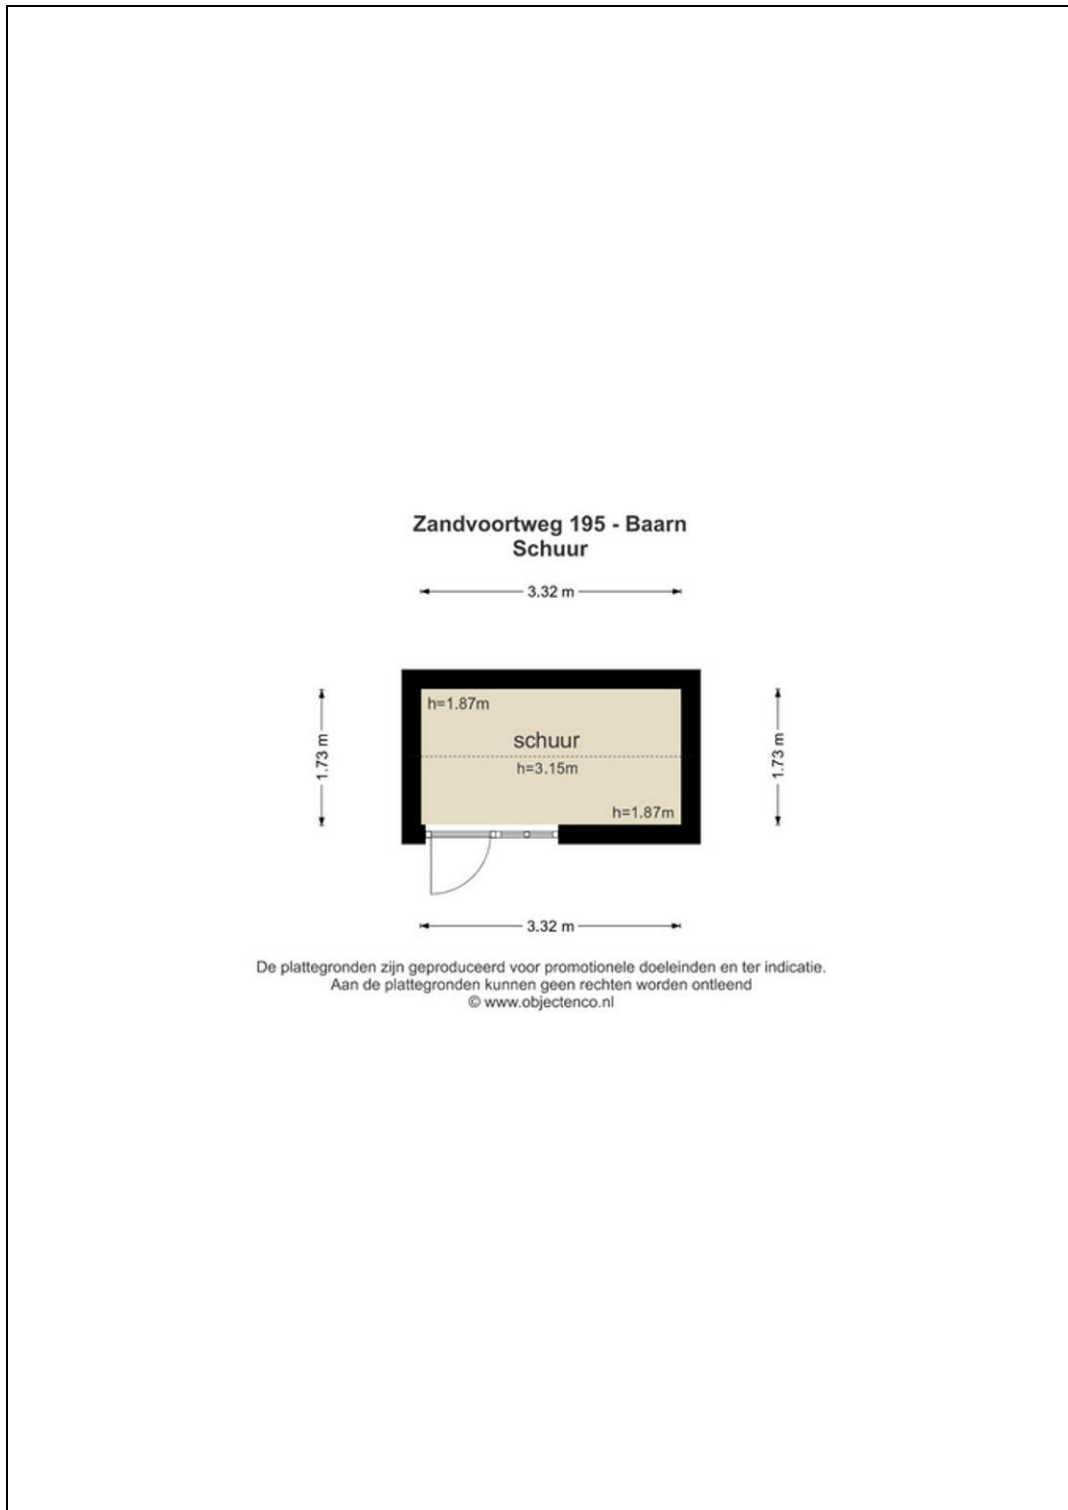 Zandvoortweg 195 - Baarn
Schuur
3.32 m
h=1.87m
schuur
1.73 m
1.73 m
h=3.15m
h=1.87m
3.32 m
De plattegronden zijn geproduceerd voor promotionele doeleinden en ter indicatie.
Aan de plattegronden kunnen geen rechten worden ontleend
© www.objectenco.nl